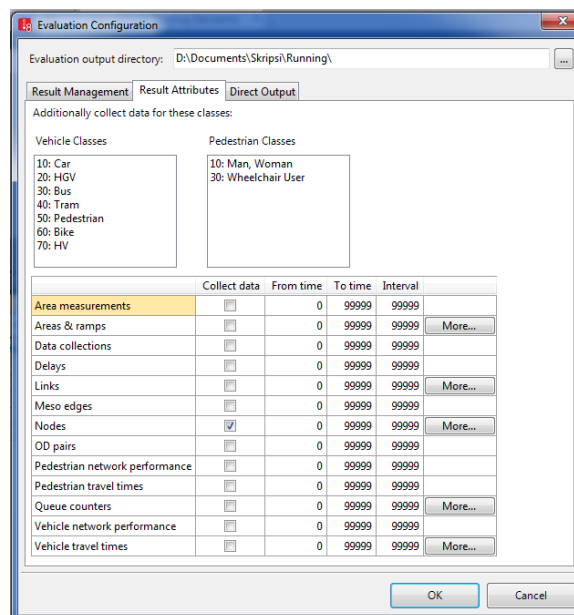 Evaluation Configuration
Evaluation output directory: D:\Documents\Skripsi\Running\ ...
Result Management Result Attributes Direct Output
Additionally collect data for these classes:
Vehicle Classes Pedestrian Classes
10: Car 10: Man, Woman
20: HGV 30: Wheelchair User
30: Bus
40: Tram
50: Pedestrian
60: Bike
70: HV
Collect data From time To time Interval
Area measurements 0 99999 99999
Areas & ramps 0 99999 99999 More...
Data collections 0 99999 99999
Delays 0 99999 99999
Links 0 99999 99999 More...
Meso edges 0 99999 99999
Nodes 0 99999 99999 More...
OD pairs 0 99999 99999
Pedestrian network performance 0 99999 99999
Pedestrian travel times 0 99999 99999
Queue counters 0 99999 99999 More...
Vehicle network performance 0 99999 99999
Vehicle travel times 0 99999 99999 More...
OK Cancel